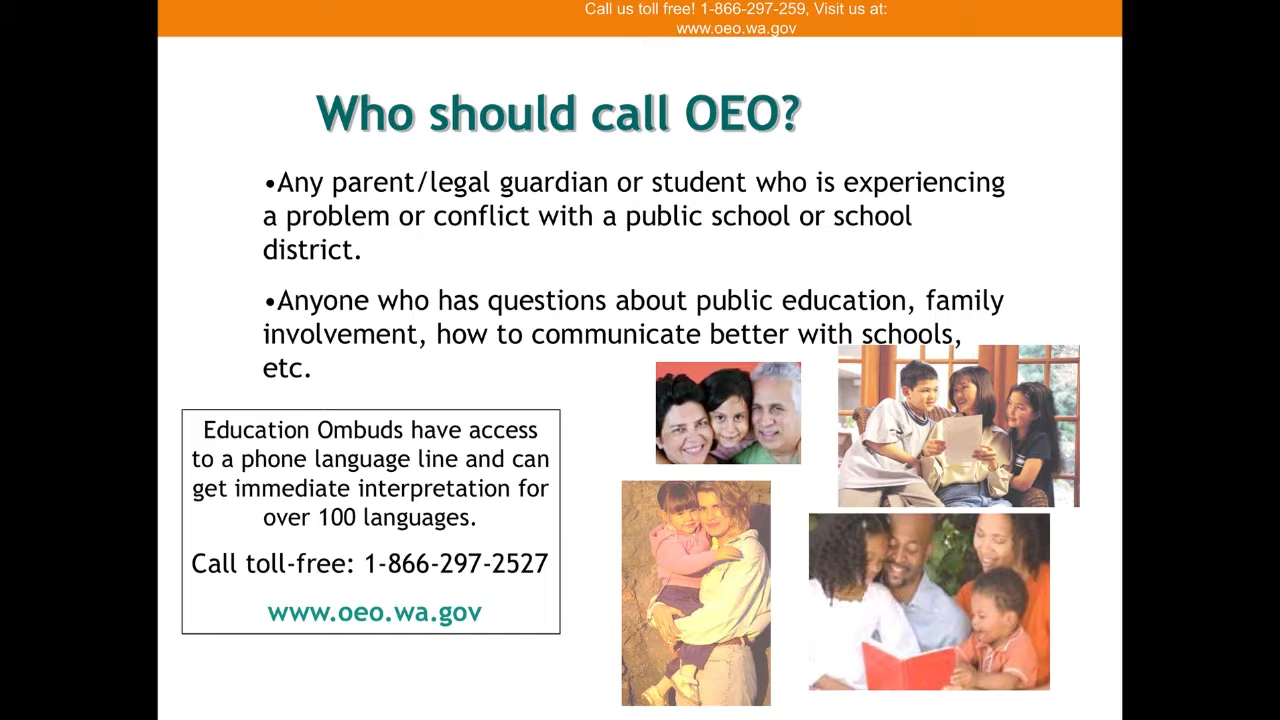 Call us toll free! 1-866-297-259, Visit us at:
www.oeo.wa.gov
Who should call OEO?
•Any parent/legal guardian or student who is experiencing
a problem or conflict with a public school or school
district.
•Anyone who has questions about public education, family
involvement, how to communicate better with schools,
etc.
Education Ombuds have access
to a phone language line and can
get immediate interpretation for
over 100 languages.
Call toll-free: 1-866-297-2527
www.oeo.wa.gov